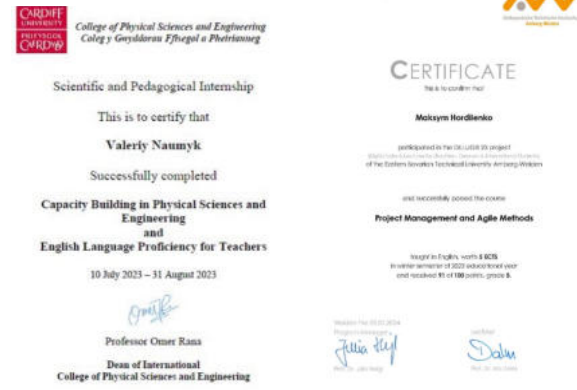 CARDIFF
UNIVERSITY
PRIFYSGOL
CAERDYDD
College of Physical Sciences and Engineering
Coleg y Gwyddorau Ffisegol a Pheirianneg
Scientific and Pedagogical Internship
This is to certify that
Valeriy Naumyk
Successfully completed
Capacity Building in Physical Sciences and
Engineering
and
English Language Proficiency for Teachers
10 July 2023 – 31 August 2023
Professor Omer Rana
Dean of International
College of Physical Sciences and Engineering
CERTIFICATE
This is to confirm that
Maksym Hordiienko
participated in the project
of the Eastern Bavarian Technical University Amberg-Weiden
and successfully passed the course
Project Management and Agile Methods
taught in English, worth 5 ECTS
in winter semester of 2023 educational year
and received 91 of 100 points, grade